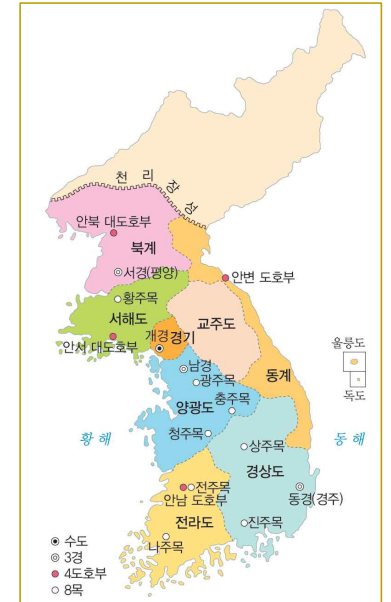 천리장성
안북 대도호부
북계
서경(평양)
안변 도호부
황주목
서해도
교주도
개경 경기
안서 대도호부
울릉도
독도
남경
동계
광주목
양광도
충주목
황해
동해
청주목
상주목
경상도
전주목
안남 도호부
동경(경주)
전라도
진주목
나주목
수도
3경
4도호부
8목